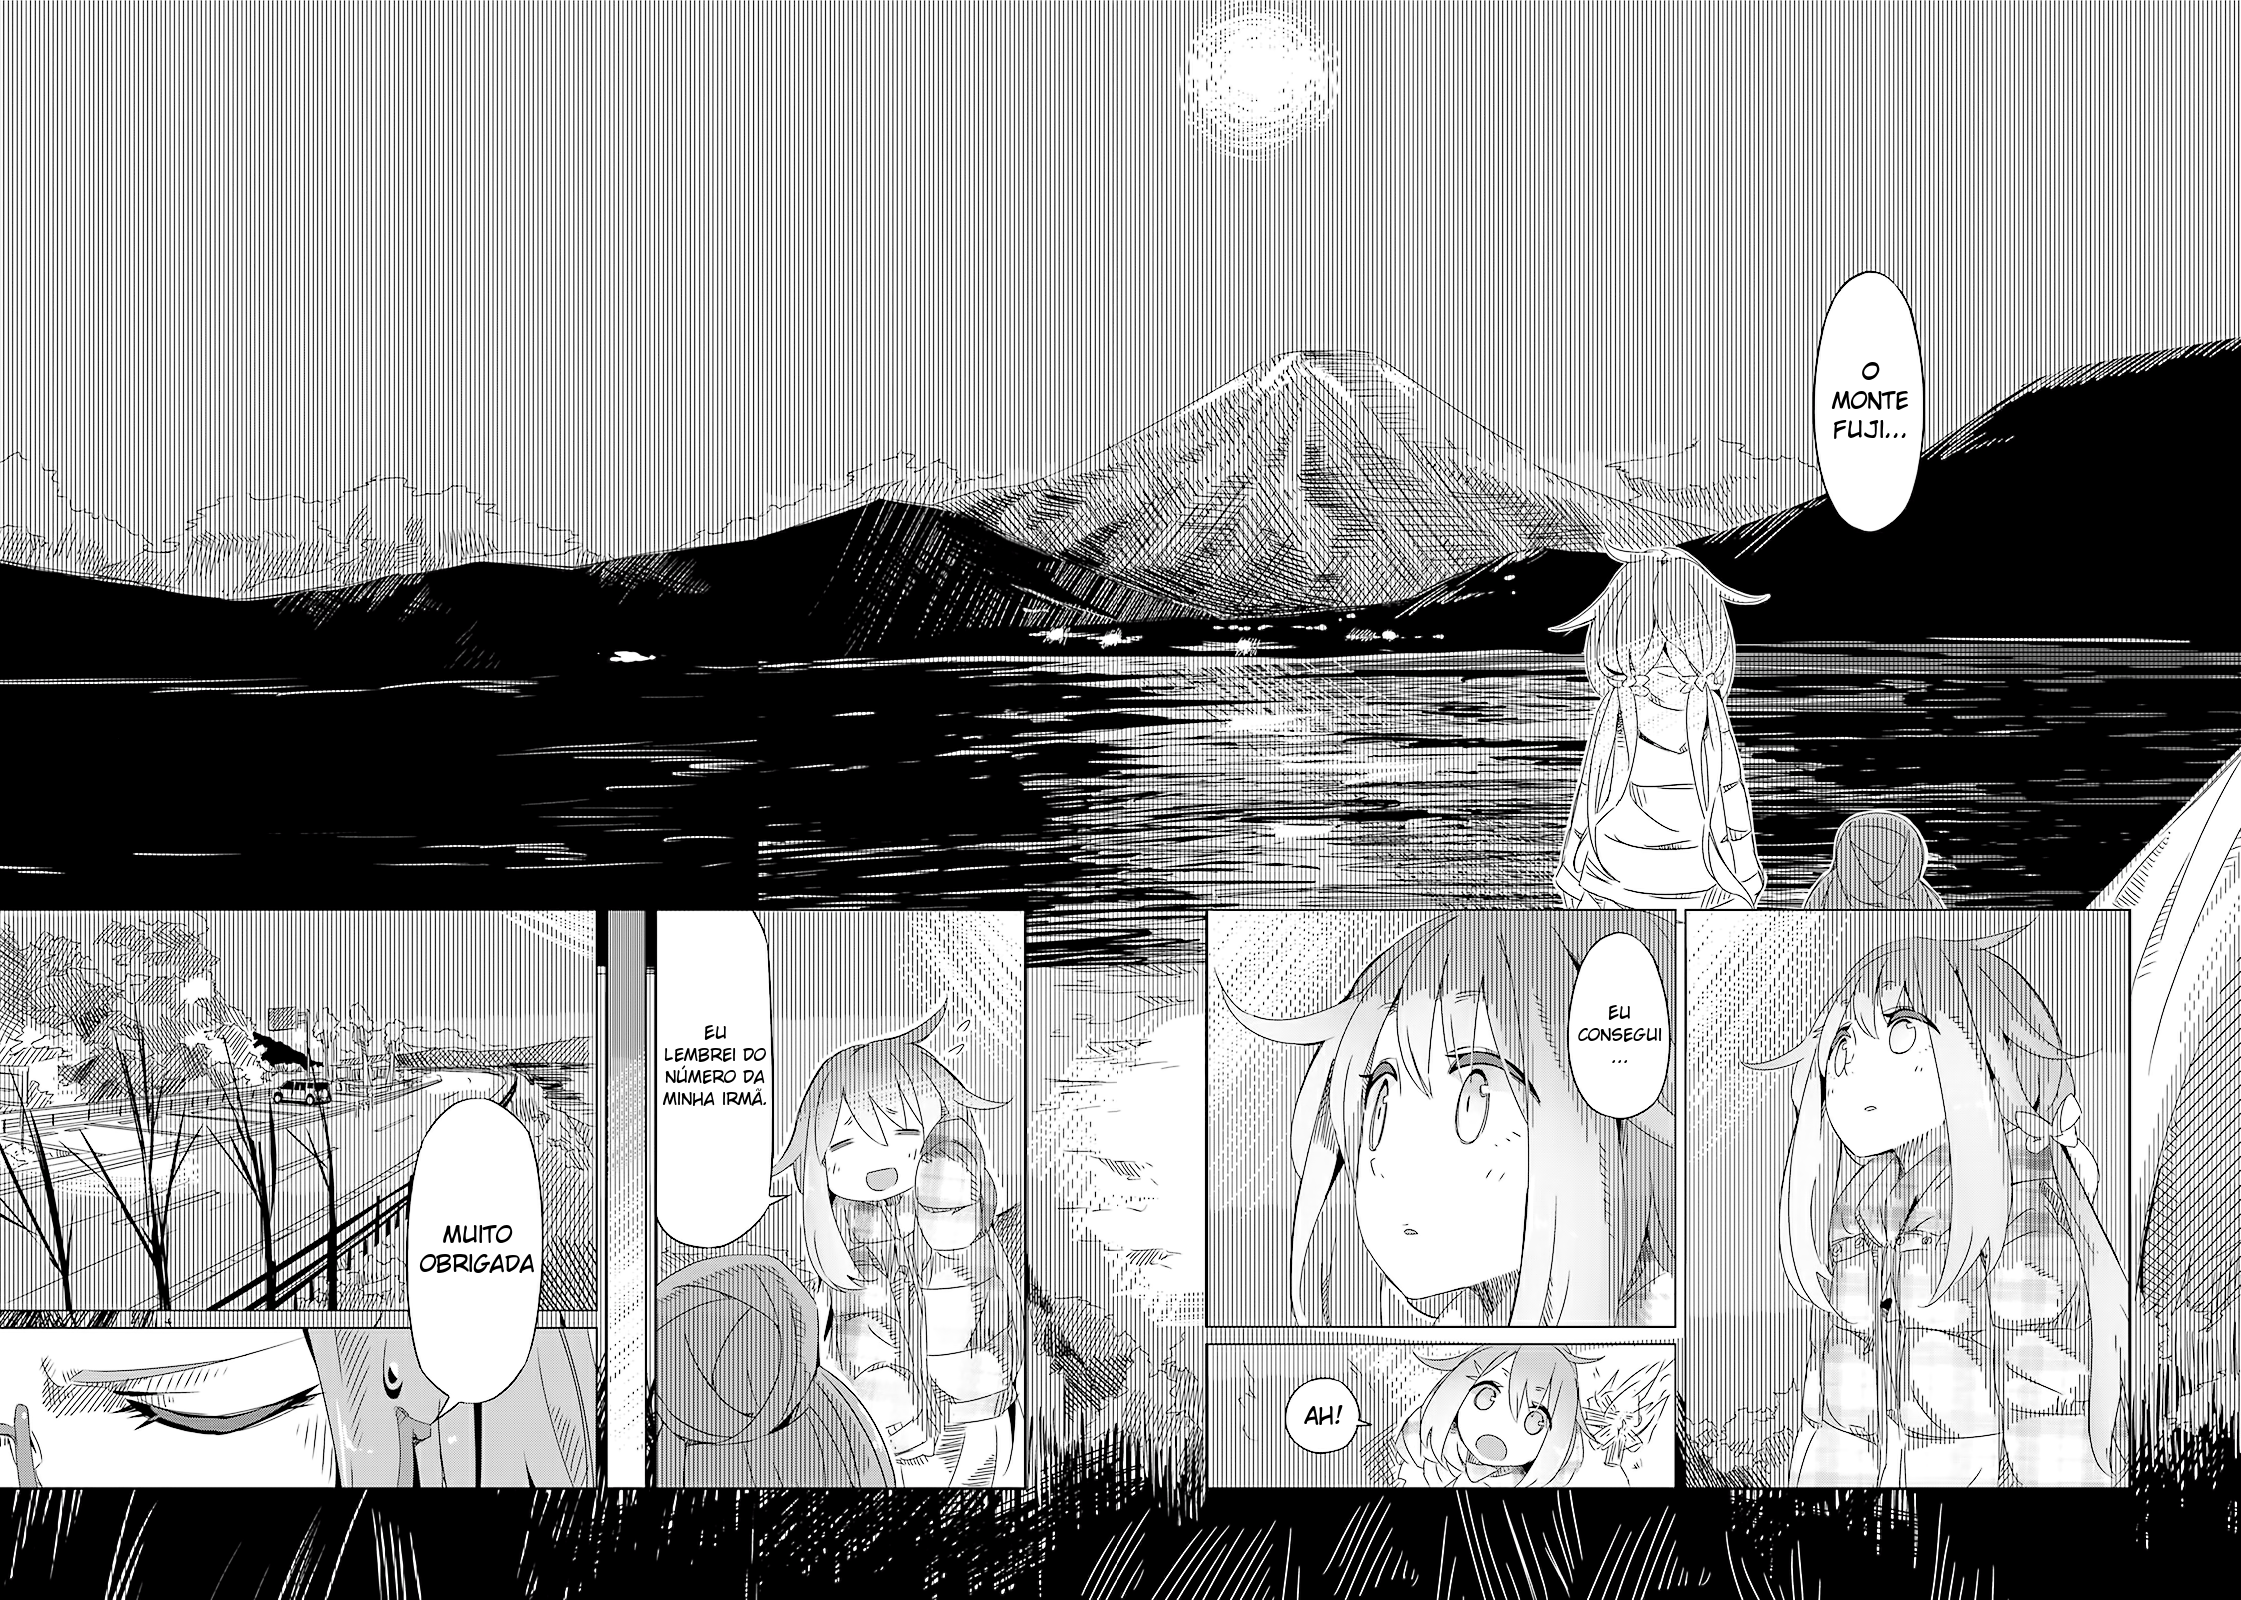 O
MONTE
FUJI...
EU
CONSEGUI
...
AH!
EU
LEMBREI DO
NÚMERO DA
MINHA IRMÃ.
MUITO
OBRIGADA